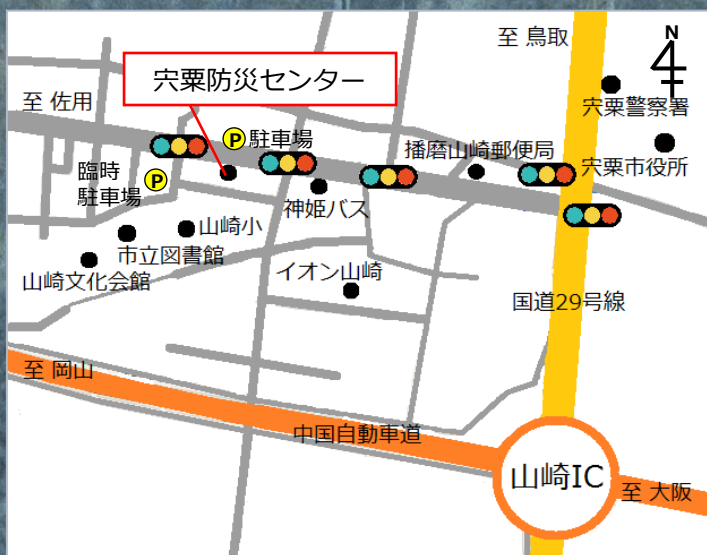 至 鳥取
N
宍粟防災センター
至 佐用
宍粟警察署
P 駐車場
播磨山崎郵便局
宍粟市役所
臨時
駐車場 P
神姫バス
山崎小
市立図書館
山崎文化会館
イオン山崎
国道29号線
至 岡山
中国自動車道
山崎IC
至 大阪